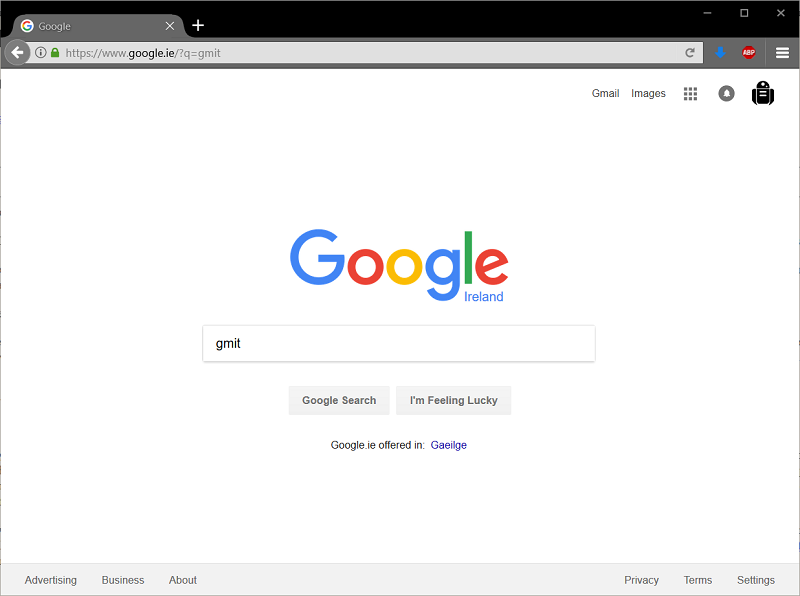 Google
https://www.google.ie/?q=gmit
ABP
Gmail Images
Google
Ireland
gmit
Google Search I'm Feeling Lucky
Google.ie offered in: Gaeilge
Advertising Business About Privacy Terms Settings